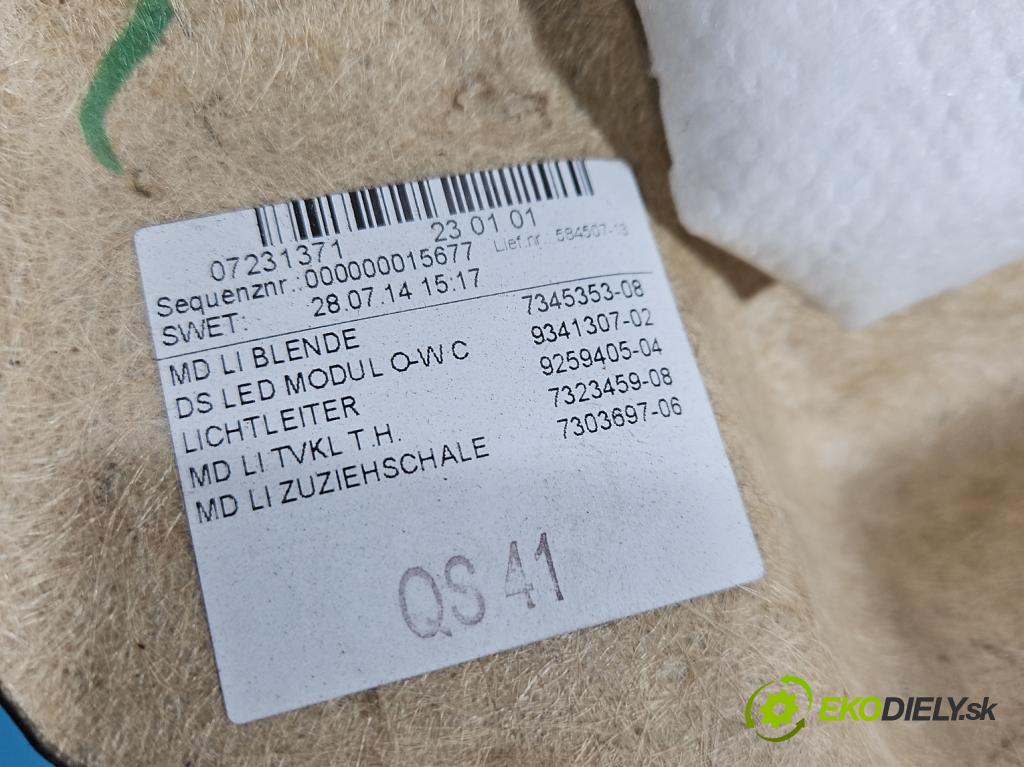 07231371 23 01 01
Sequenznr.:000000015677 Lief.nr.: 584507-13
SWET: 28.07.14 15:17
MD LI BLENDE 7345353-08
DS LED MODUL O-W C 9341307-02
LICHTLEITER 9259405-04
MD LI TVKL T.H. 7323459-08
MD LI ZUZIEHSCHALE 7303697-06
QS 41
EKODIELY.sk